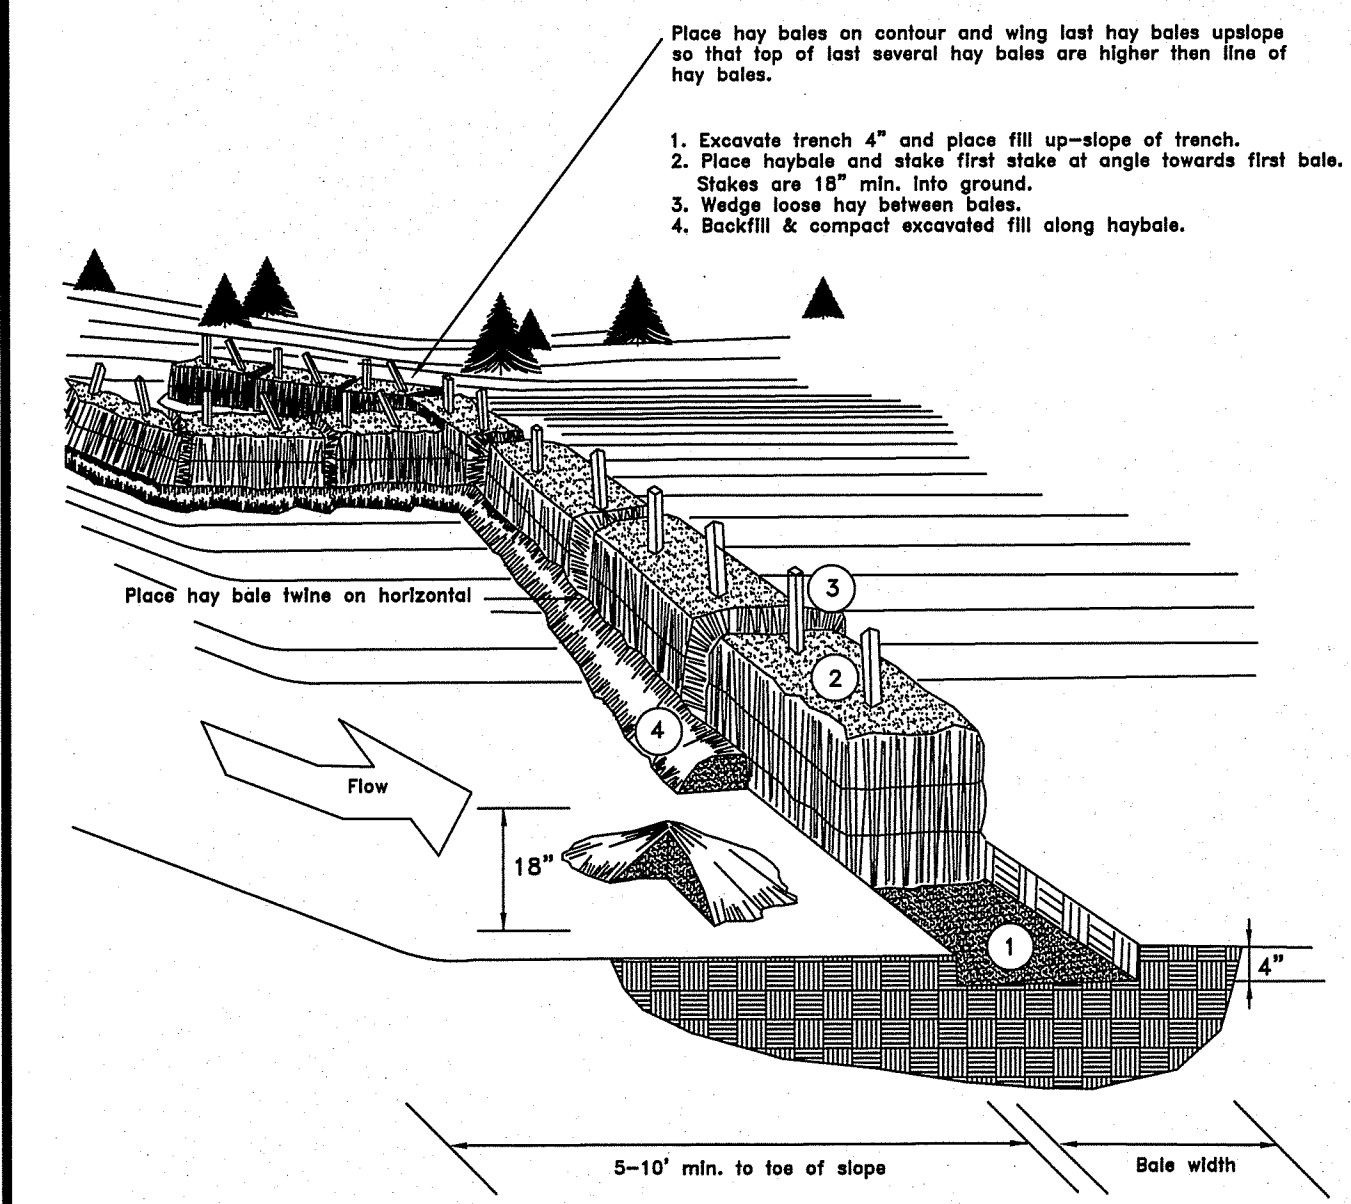 Place hay bales on contour and wing last hay bales upslope
so that top of last several hay bales are higher then line of
hay bales.
1. Excavate trench 4" and place fill up-slope of trench.
2. Place haybale and stake first stake at angle towards first bale.
Stakes are 18" min. into ground.
3. Wedge loose hay between bales.
4. Backfill & compact excavated fill along haybale.
Place hay bale twine on horizontal
3
2
4
Flow
18"
1
4"
5-10' min. to toe of slope
Bale width